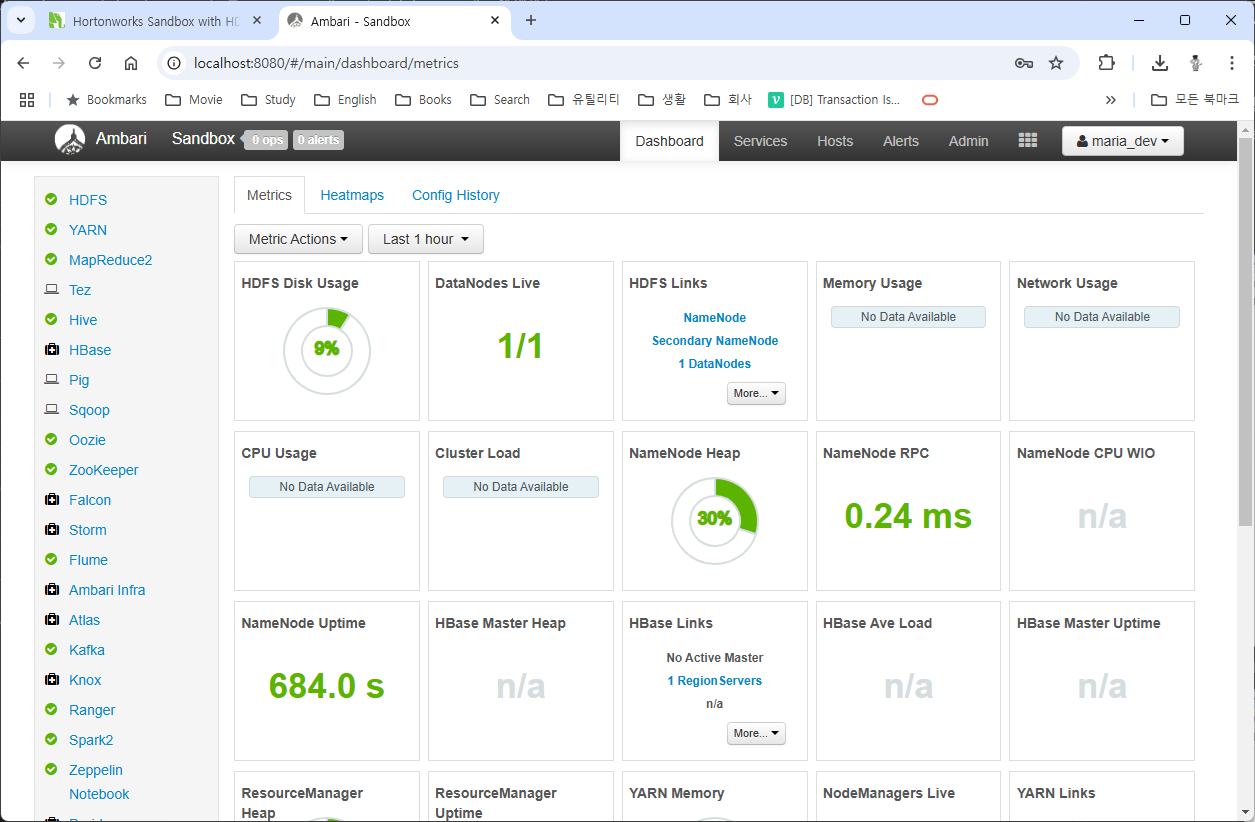 Hortonworks Sandbox with HD
Ambari - Sandbox
localhost:8080/#/main/dashboard/metrics
Bookmarks Movie Study English Books Search 유틸리티 생활 회사 [DB] Transaction Is... 모든 북마크
Ambari Sandbox 0 ops 0 alerts Dashboard Services Hosts Alerts Admin maria_dev
HDFS
YARN
MapReduce2
Tez
Hive
HBase
Pig
Sqoop
Oozie
ZooKeeper
Falcon
Storm
Flume
Ambari Infra
Atlas
Kafka
Knox
Ranger
Spark2
Zeppelin
Notebook
Metrics Heatmaps Config History
Metric Actions Last 1 hour
HDFS Disk Usage
9%
DataNodes Live
1/1
HDFS Links
NameNode
Secondary NameNode
1 DataNodes
More...
Memory Usage
No Data Available
Network Usage
No Data Available
CPU Usage
No Data Available
Cluster Load
No Data Available
NameNode Heap
30%
NameNode RPC
0.24 ms
NameNode CPU WIO
n/a
NameNode Uptime
684.0 s
HBase Master Heap
n/a
HBase Links
No Active Master
1 RegionServers
n/a
More...
HBase Ave Load
n/a
HBase Master Uptime
n/a
ResourceManager
Heap
ResourceManager
Uptime
YARN Memory
NodeManagers Live
YARN Links